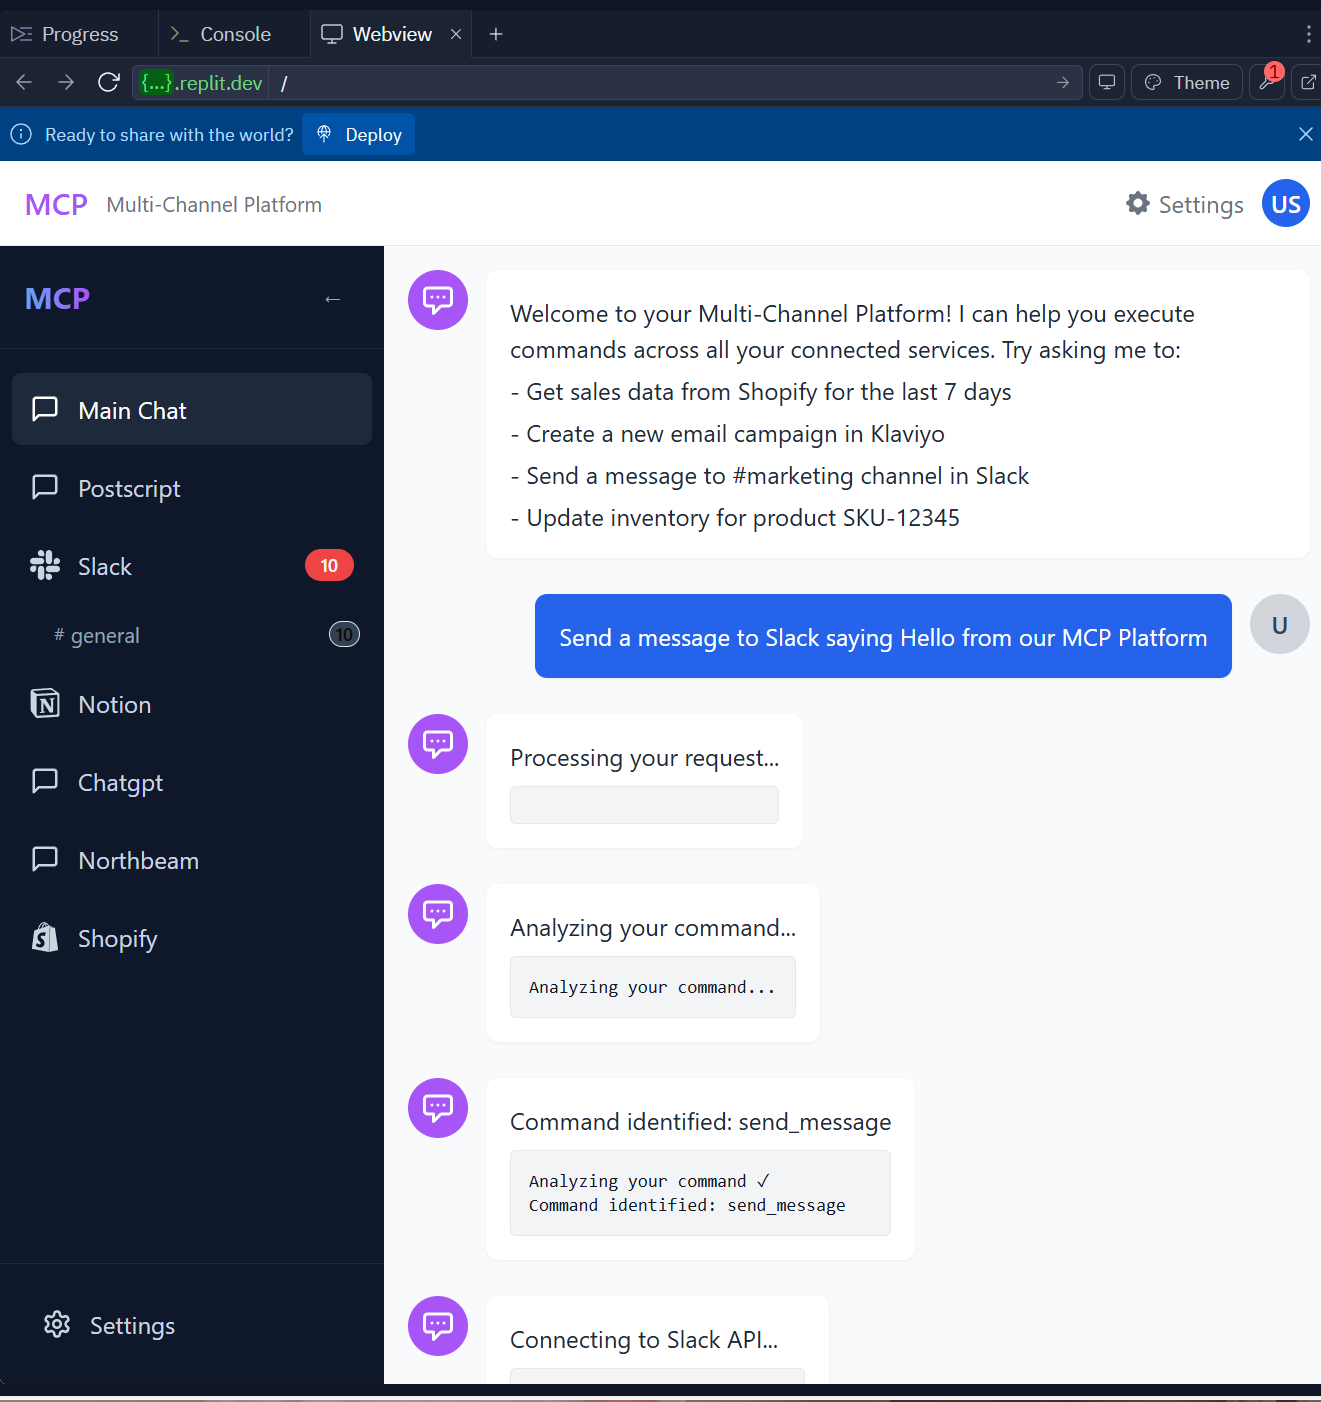 Progress
Console
Webview
{...}.replit.dev /
Theme
1
Ready to share with the world?
Deploy
MCP
Multi-Channel Platform
Settings
US
MCP
←
Main Chat
Postscript
Slack
10
# general
10
Notion
Chatgpt
Northbeam
Shopify
Settings
Welcome to your Multi-Channel Platform! I can help you execute
commands across all your connected services. Try asking me to:
- Get sales data from Shopify for the last 7 days
- Create a new email campaign in Klaviyo
- Send a message to #marketing channel in Slack
- Update inventory for product SKU-12345
Send a message to Slack saying Hello from our MCP Platform
U
Processing your request...
Analyzing your command...
Analyzing your command...
Command identified: send_message
Analyzing your command ✓
Command identified: send_message
Connecting to Slack API...